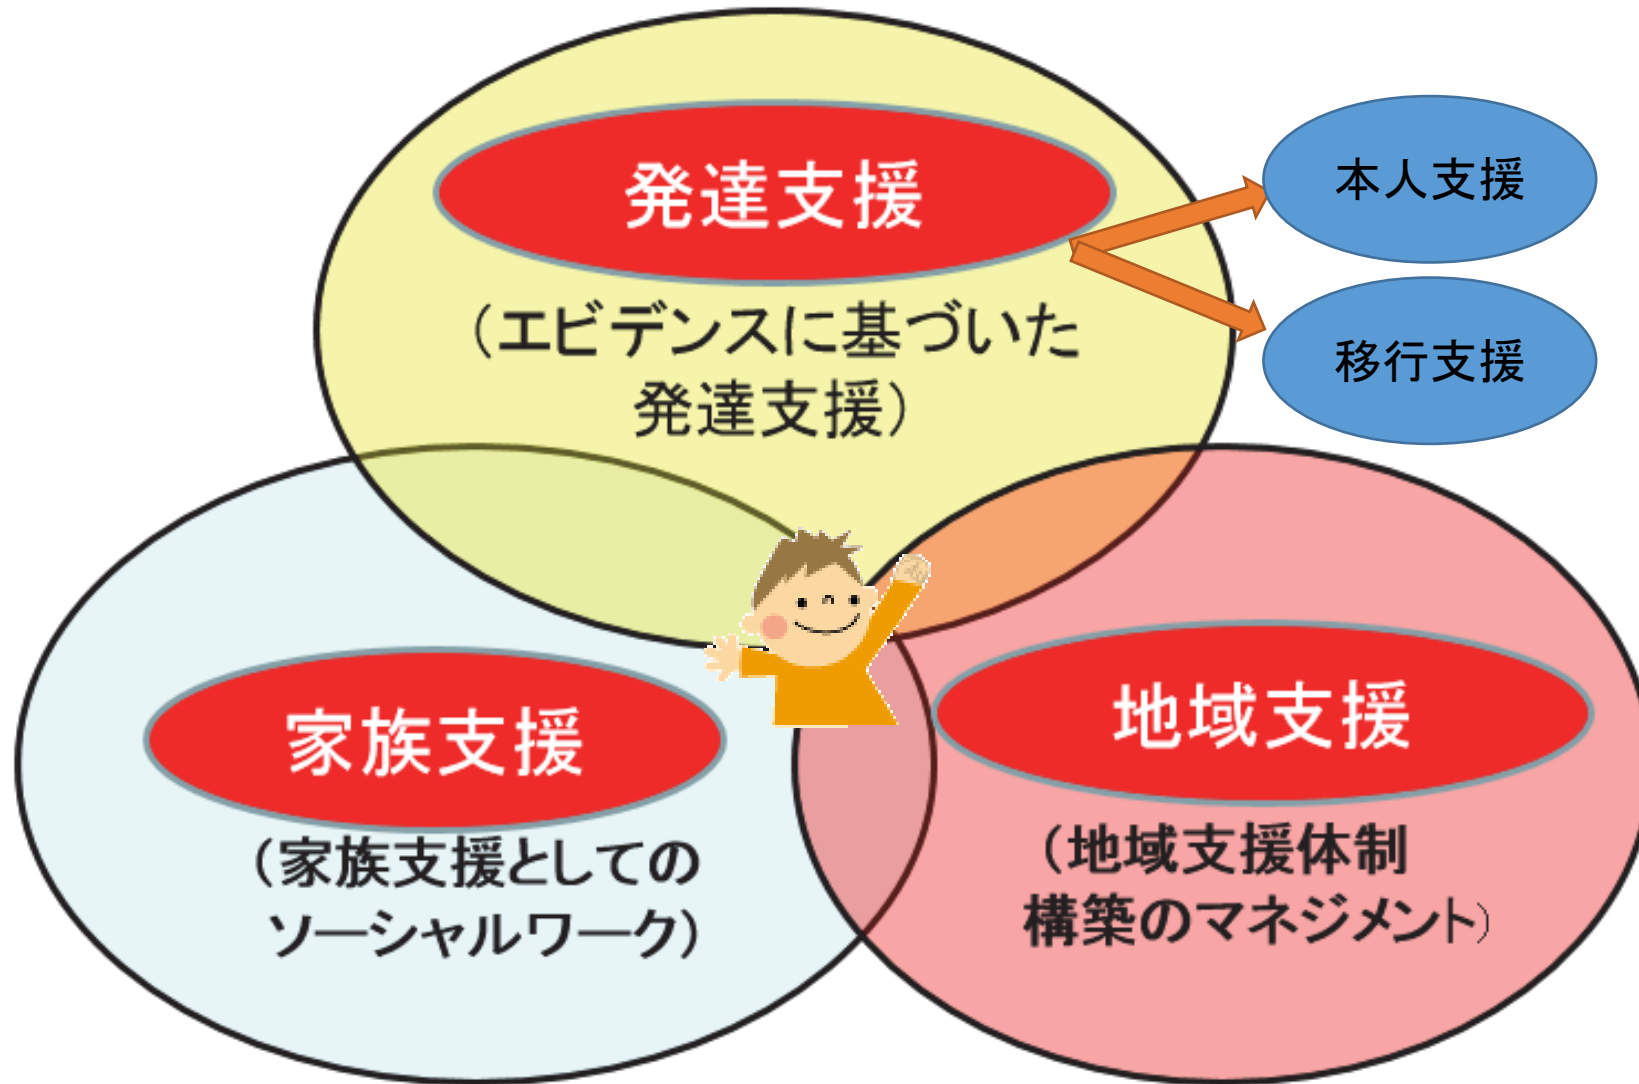 発達支援
（エビデンスに基づいた
発達支援）
本人支援
移行支援
家族支援
（家族支援としての
ソーシャルワーク）
地域支援
（地域支援体制
構築のマネジメント）